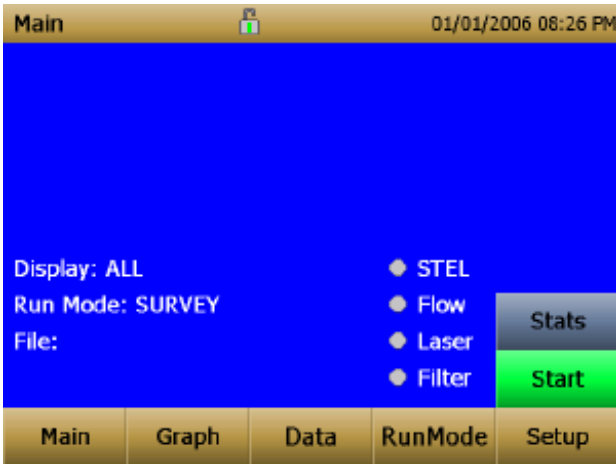 Main 01/01/2006 08:26 PM
Display: ALL
Run Mode: SURVEY
File:
STEL
Flow
Laser
Filter
Stats
Start
Main Graph Data RunMode Setup